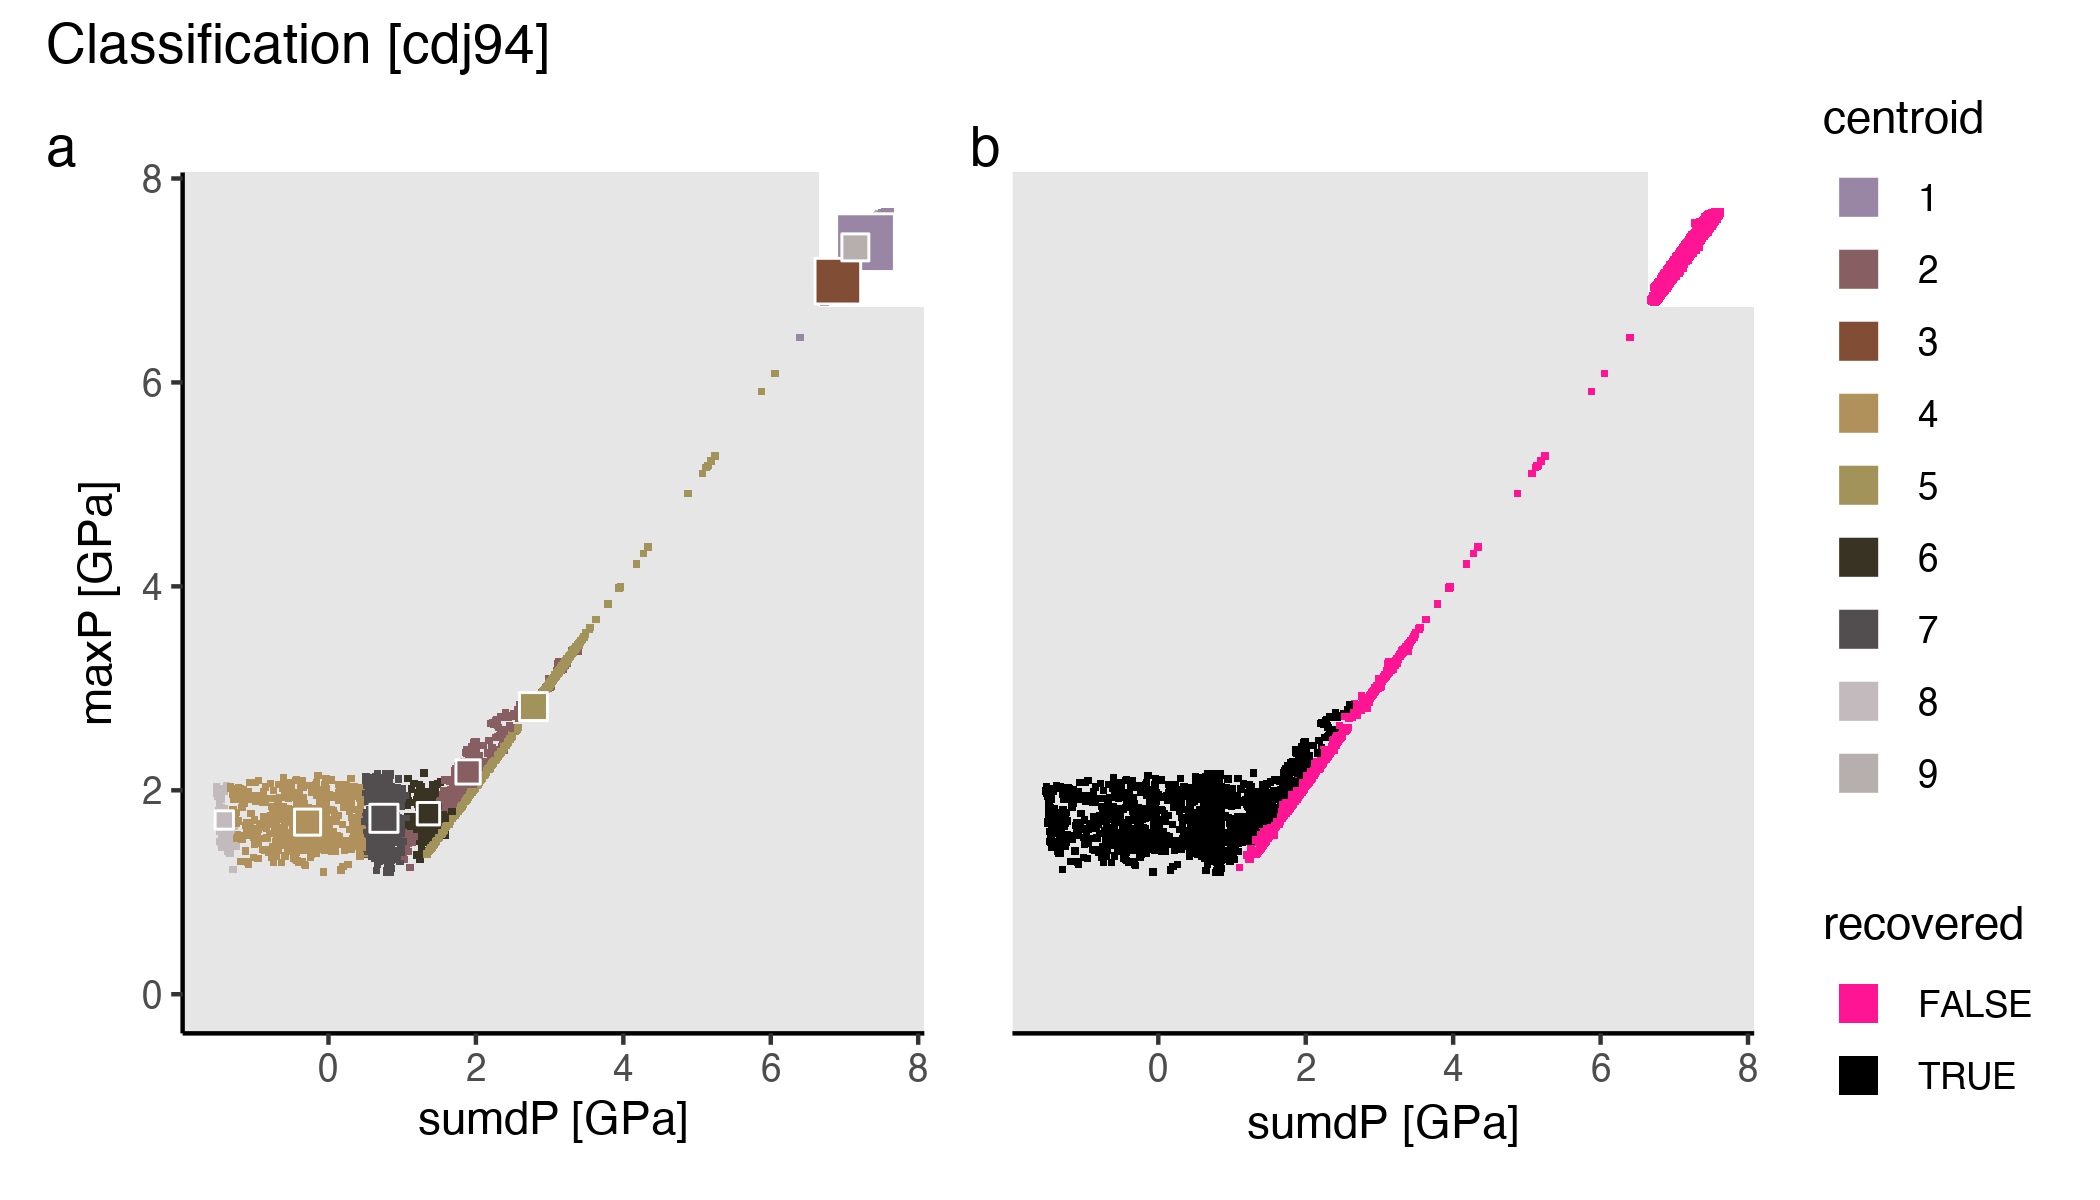 Classification [cdj94]
a
b
8
6
4
2
0
maxP [GPa]
0 2 4 6 8
sumdP [GPa]
0 2 4 6 8
sumdP [GPa]
centroid
1
2
3
4
5
6
7
8
9
recovered
FALSE
TRUE